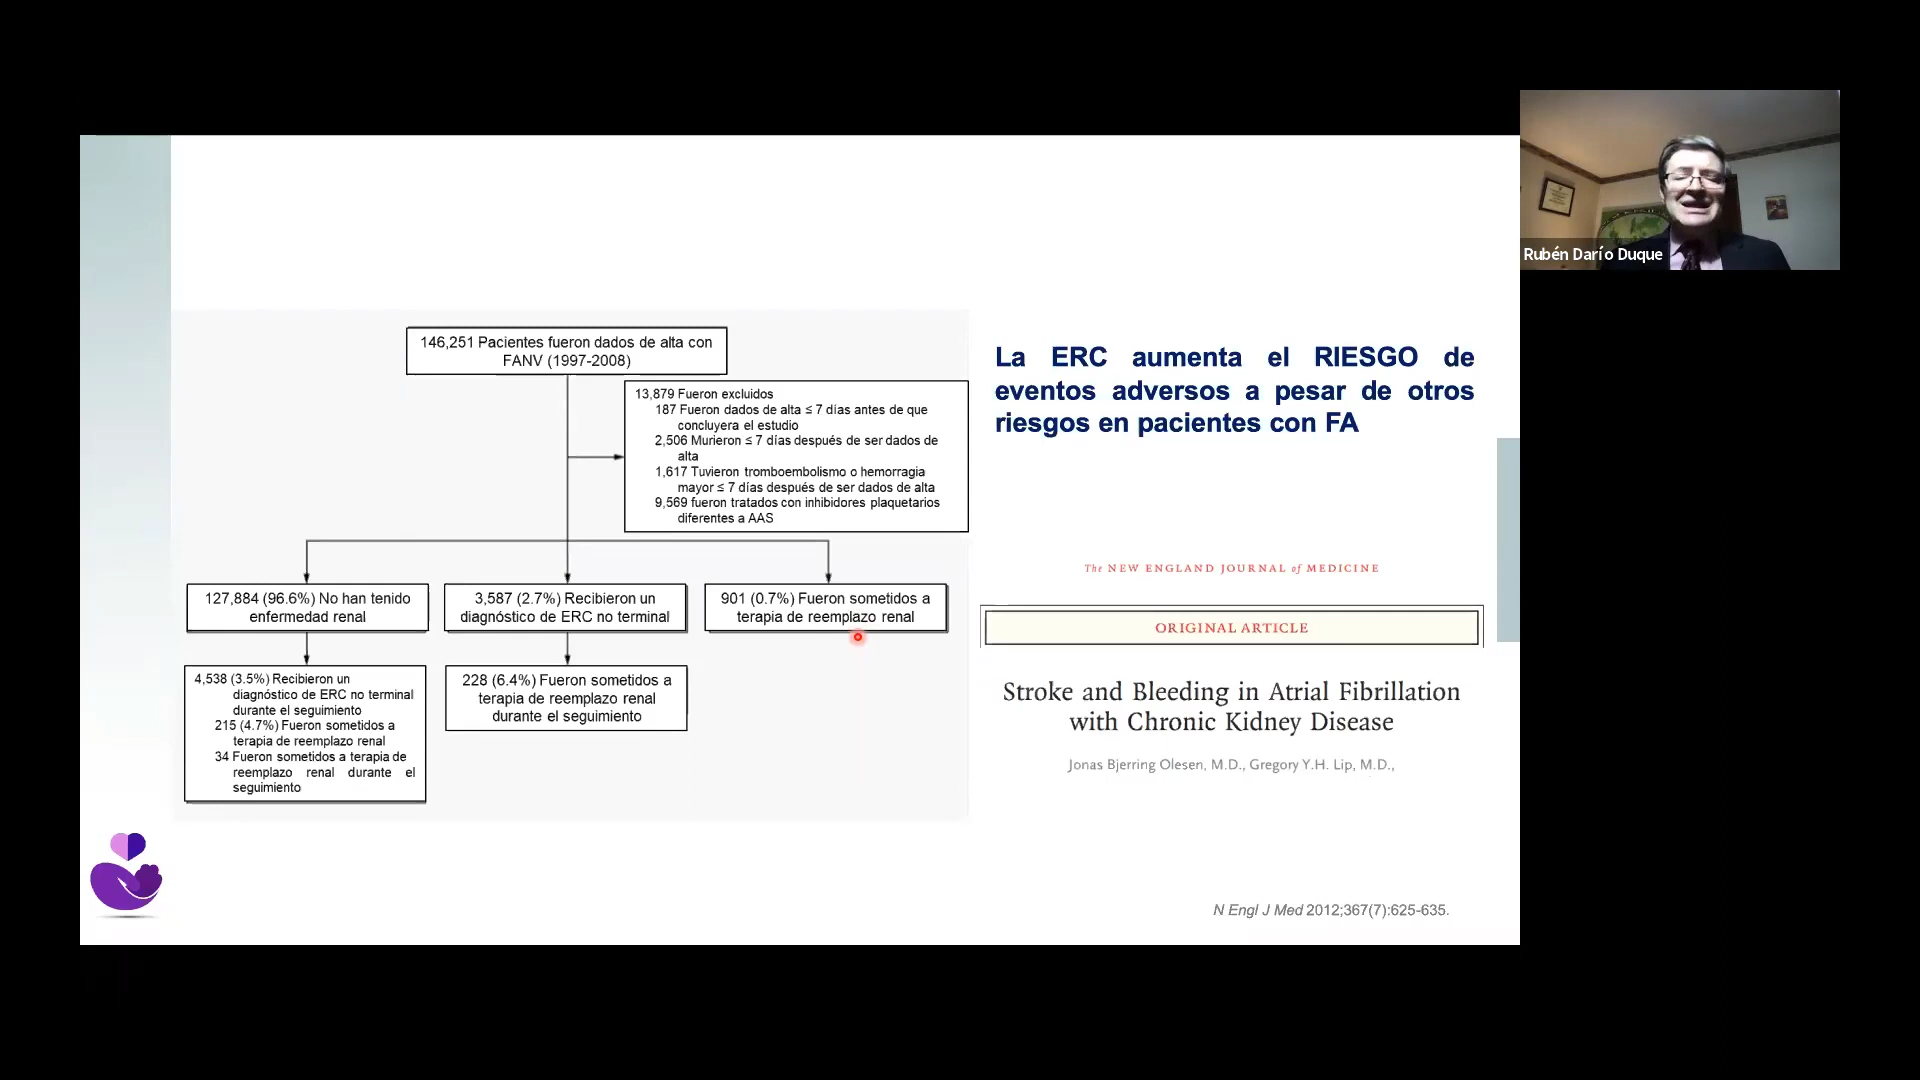 Rubén Darío Duque
146,251 Pacientes fueron dados de alta con
FANV (1997-2008)
13,879 Fueron excluidos
187 Fueron dados de alta ≤ 7 días antes de que
concluyera el estudio
2,506 Murieron ≤ 7 días después de ser dados de
alta
1,617 Tuvieron tromboembolismo o hemorragia
mayor ≤ 7 días después de ser dados de alta
9,569 fueron tratados con inhibidores plaquetarios
diferentes a AAS
127,884 (96.6%) No han tenido
enfermedad renal
3,587 (2.7%) Recibieron un
diagnóstico de ERC no terminal
901 (0.7%) Fueron sometidos a
terapia de reemplazo renal
4,538 (3.5%) Recibieron un
diagnóstico de ERC no terminal
durante el seguimiento
215 (4.7%) Fueron sometidos a
terapia de reemplazo renal
34 Fueron sometidos a terapia de
reemplazo renal durante el
seguimiento
228 (6.4%) Fueron sometidos a
terapia de reemplazo renal
durante el seguimiento
La ERC aumenta el RIESGO de
eventos adversos a pesar de otros
riesgos en pacientes con FA
The NEW ENGLAND JOURNAL of MEDICINE
ORIGINAL ARTICLE
Stroke and Bleeding in Atrial Fibrillation
with Chronic Kidney Disease
Jonas Bjerring Olesen, M.D., Gregory Y.H. Lip, M.D.,
N Engl J Med 2012;367(7):625-635.